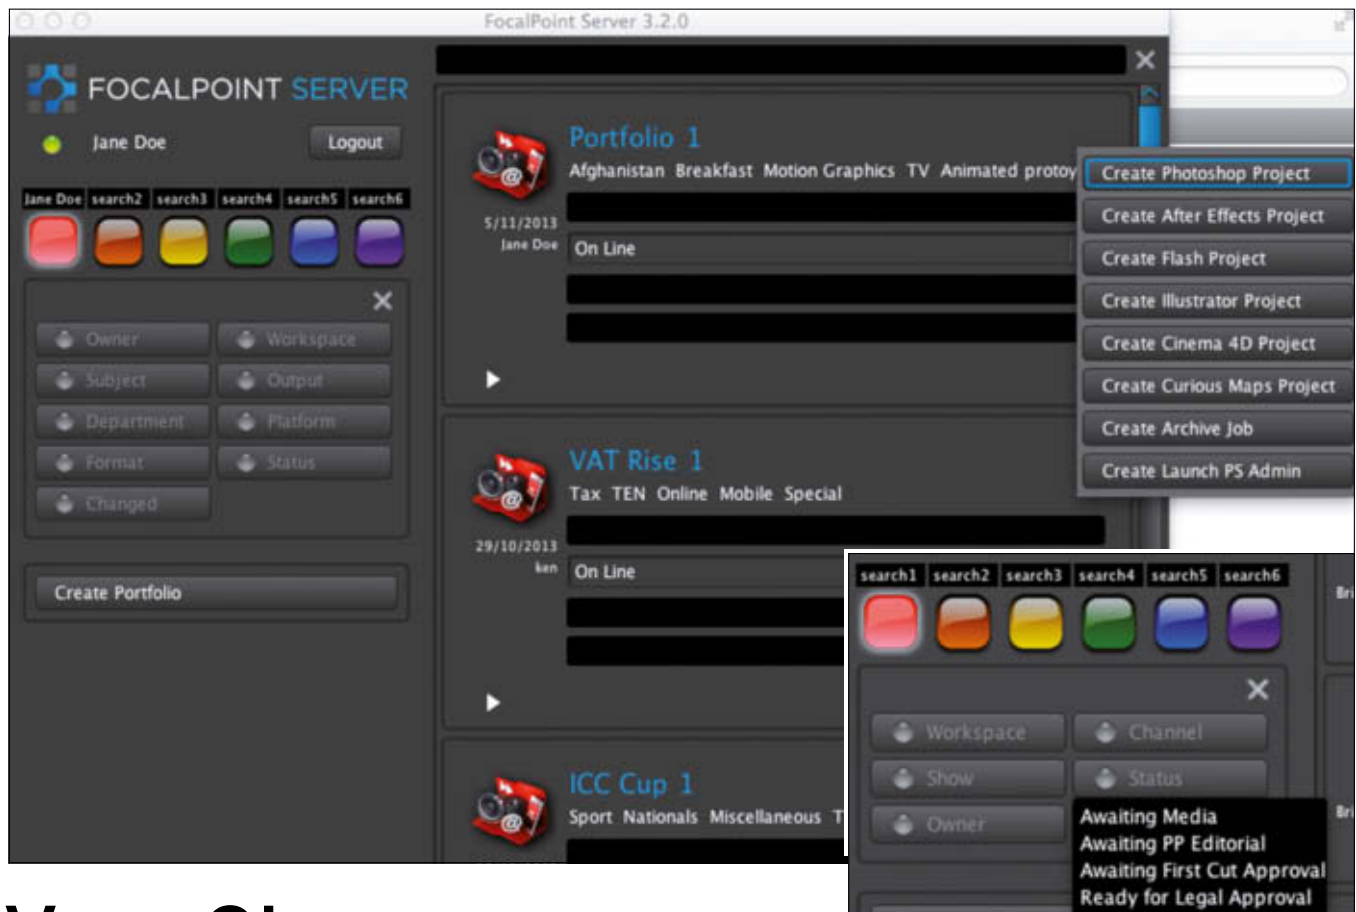 FocalPoint Server 3.2.0
FOCALPOINT SERVER
Jane Doe
Logout
Jane Doe search2 search3 search4 search5 search6
Owner
Workspace
Subject
Output
Department
Platform
Format
Status
Changed
Create Portfolio
Portfolio 1
Afghanistan Breakfast Motion Graphics TV Animated protoy
5/11/2013
Jane Doe
On Line
VAT Rise 1
Tax TEN Online Mobile Special
29/10/2013
ken
On Line
ICC Cup 1
Sport Nationals Miscellaneous T
Create Photoshop Project
Create After Effects Project
Create Flash Project
Create Illustrator Project
Create Cinema 4D Project
Create Curious Maps Project
Create Archive Job
Create Launch PS Admin
search1 search2 search3 search4 search5 search6
Bri
Workspace
Channel
Show
Status
Owner
Bri
Awaiting Media
Awaiting PP Editorial
Awaiting First Cut Approval
Ready for Legal Approval